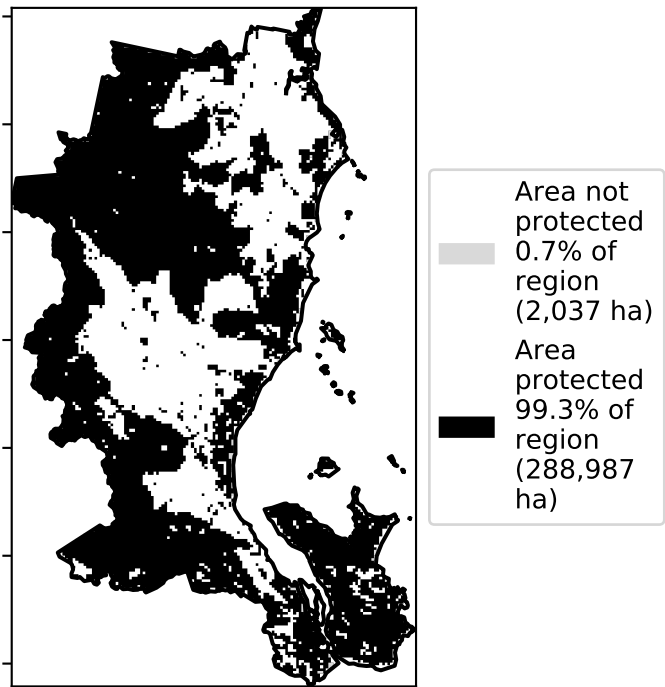 Area not
protected
0.7% of
region
(2,037 ha)
Area
protected
99.3% of
region
(288,987
ha)